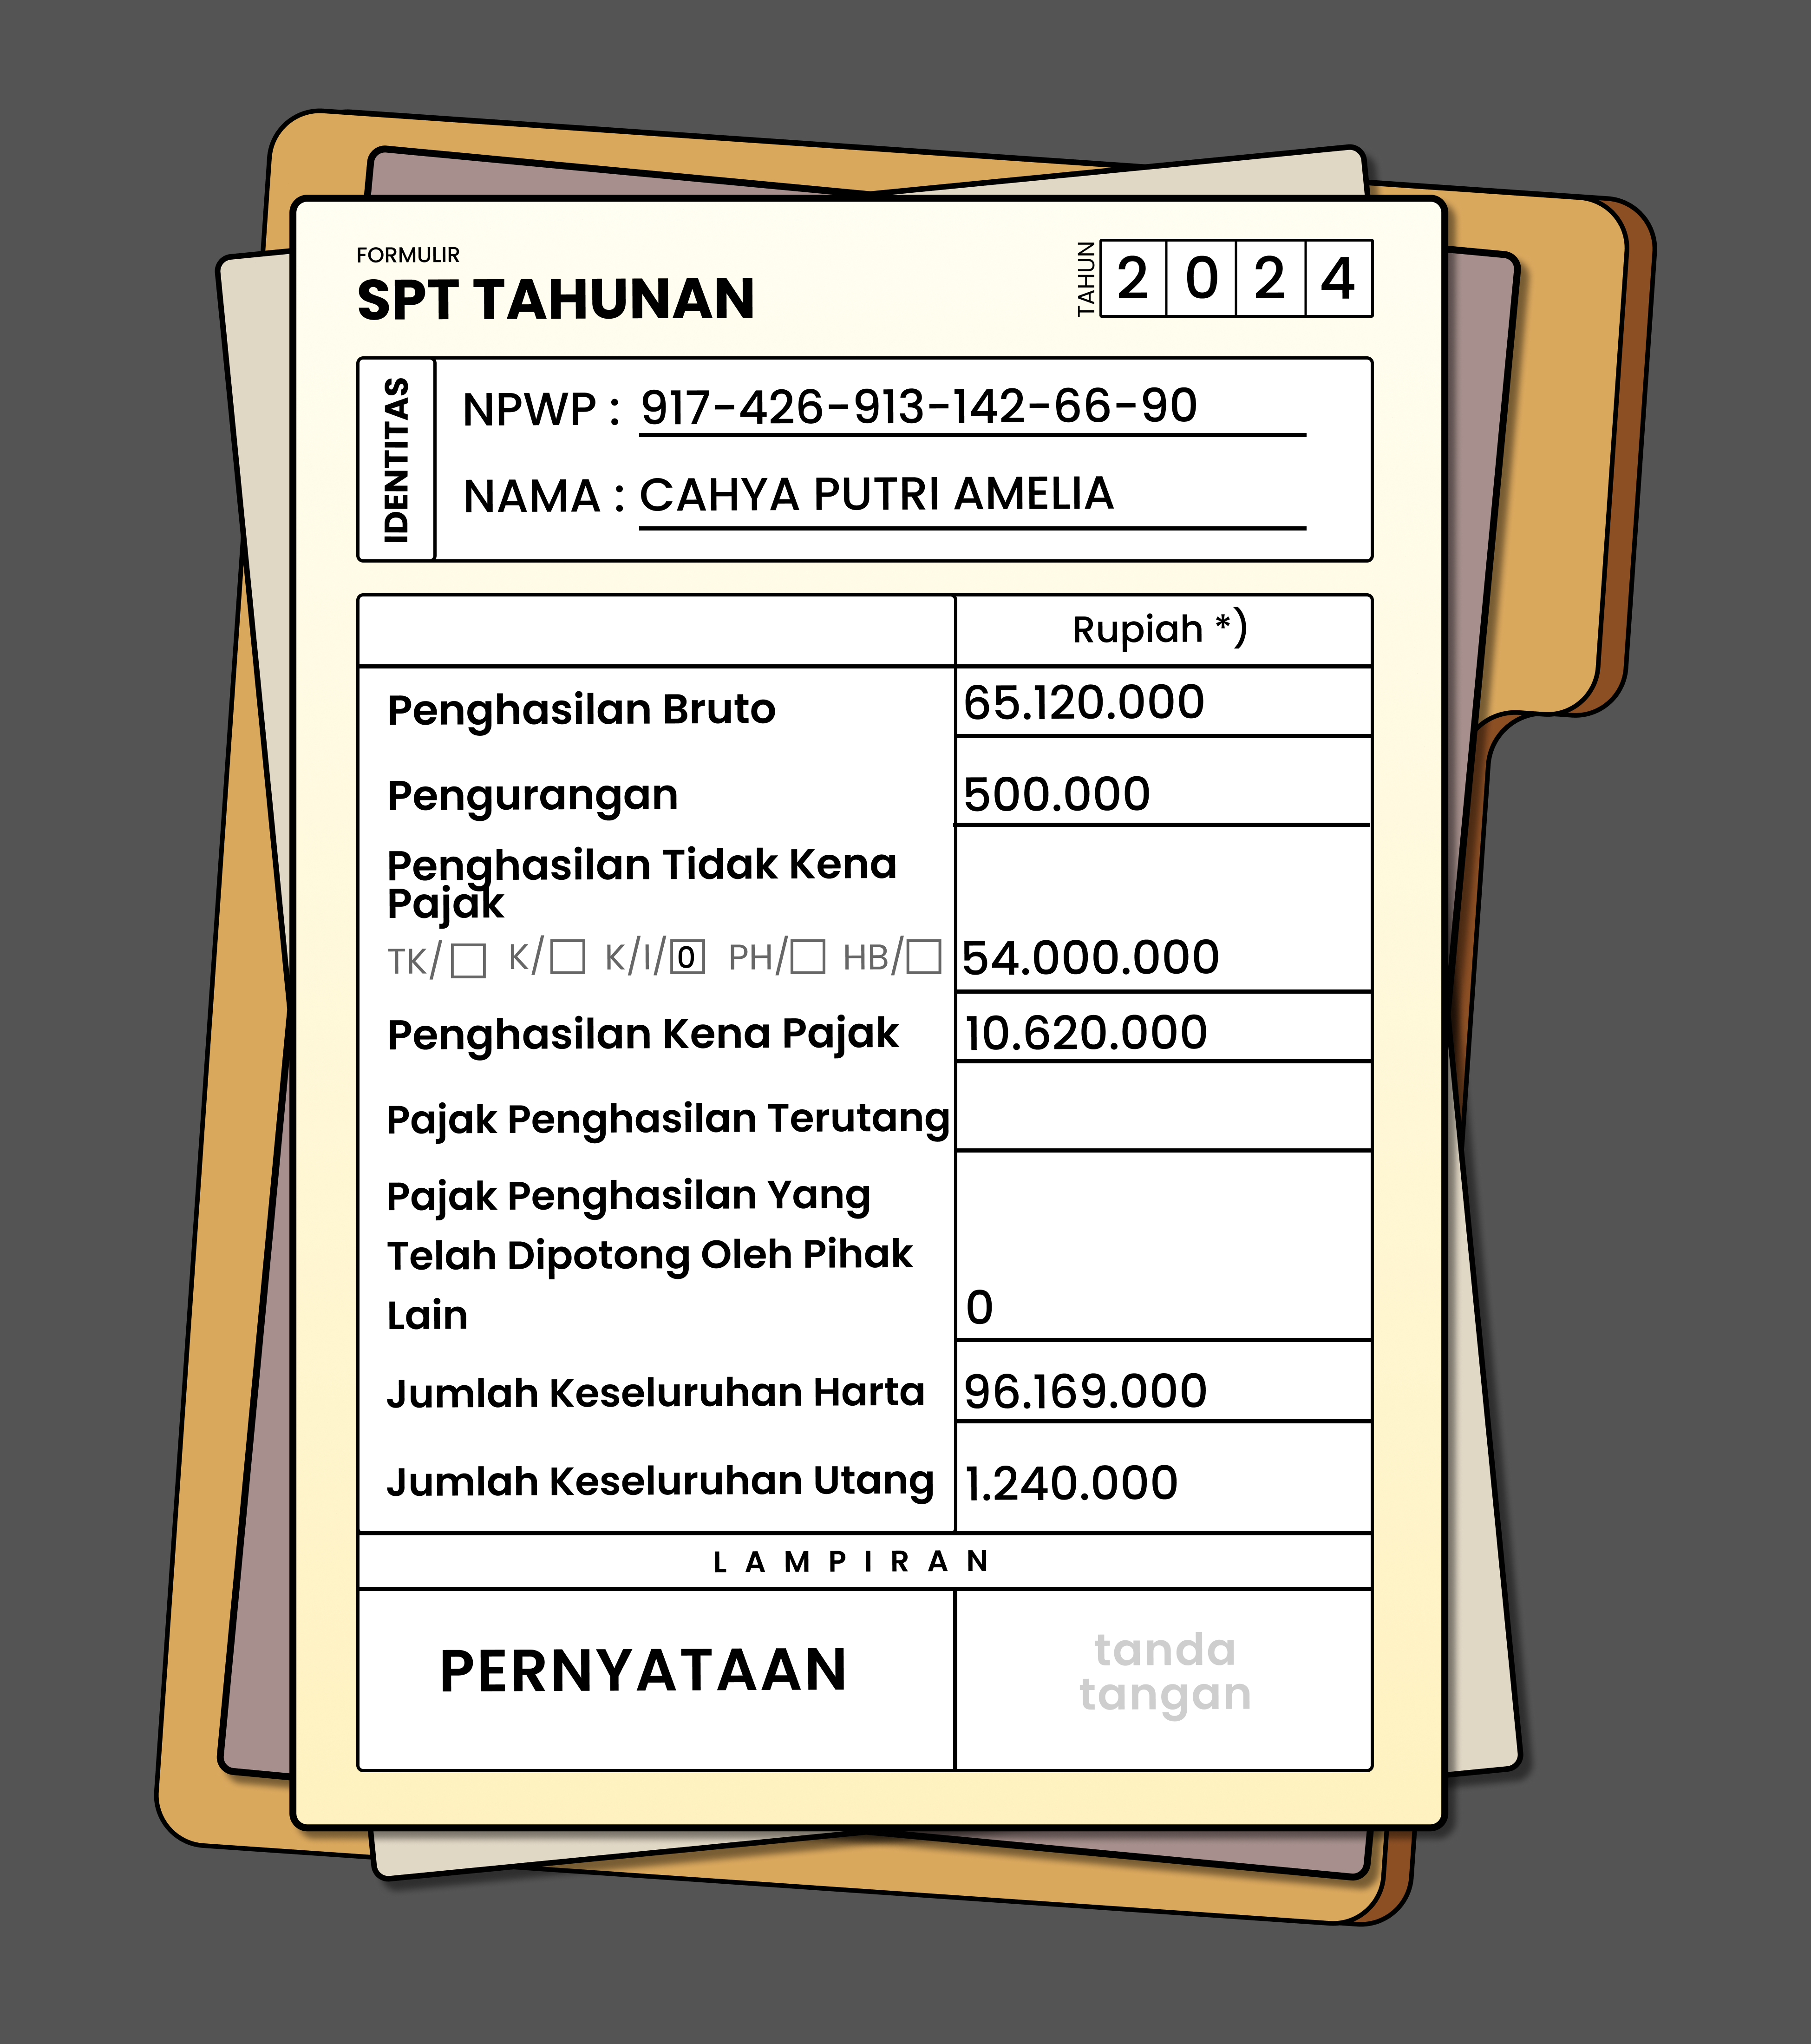 FORMULIR
SPT TAHUNAN
TAHUN
2 0 2 4
IDENTITAS
NPWP : 917-426-913-142-66-90
NAMA : CAHYA PUTRI AMELIA
Rupiah *)
Penghasilan Bruto 65.120.000
Pengurangan 500.000
Penghasilan Tidak Kena
Pajak
TK/ K/ K/I/ 0 PH/ HB/ 54.000.000
Penghasilan Kena Pajak 10.620.000
Pajak Penghasilan Terutang
Pajak Penghasilan Yang
Telah Dipotong Oleh Pihak
Lain 0
Jumlah Keseluruhan Harta 96.169.000
Jumlah Keseluruhan Utang 1.240.000
LAMPIRAN
PERNYATAAN
tanda
tangan